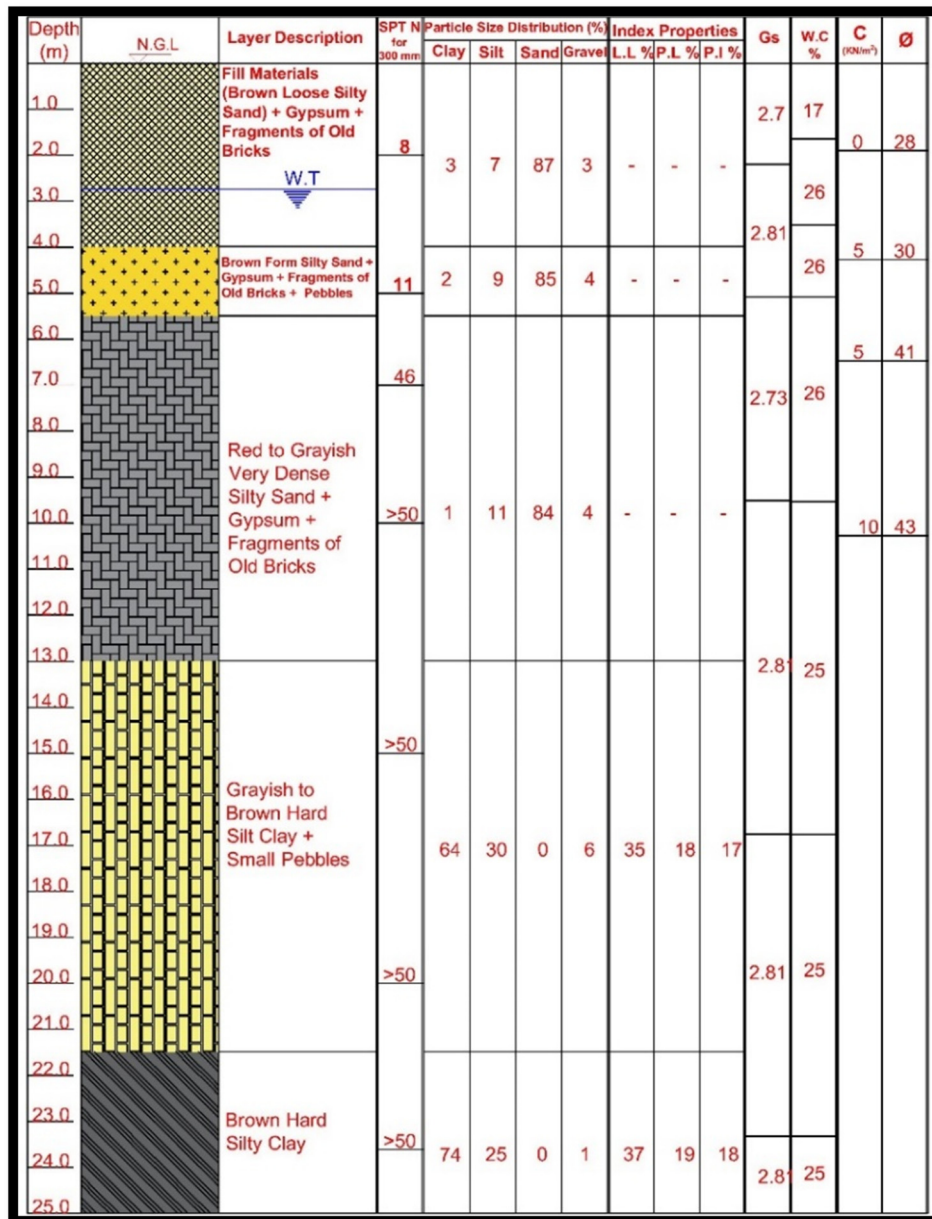 Depth (m)
N.G.L
Layer Description
SPT N for 300 mm
Particle Size Distribution (%)
Clay Silt Sand Gravel
Index Properties
L.L % P.L % P.I %
Gs
W.C %
C (KN/m²)
Ø
Fill Materials
(Brown Loose Silty
Sand) + Gypsum +
Fragments of Old
Bricks
W.T
1.0
2.0
3.0
4.0
8
3 7 87 3 - - -
2.7 17
0 28
26
2.81
Brown Form Silty Sand +
Gypsum + Fragments of
Old Bricks + Pebbles
5.0
11
2 9 85 4 - - -
26
5 30
6.0
7.0
8.0
9.0
10.0
11.0
12.0
13.0
46
5 41
2.73 26
Red to Grayish
Very Dense
Silty Sand +
Gypsum +
Fragments of
Old Bricks
>50
1 11 84 4 - - -
10 43
2.81 25
14.0
15.0
16.0
17.0
18.0
19.0
20.0
21.0
>50
Grayish to
Brown Hard
Silt Clay +
Small Pebbles
64 30 0 6 35 18 17
>50
2.81 25
22.0
23.0
24.0
25.0
Brown Hard
Silty Clay
>50
74 25 0 1 37 19 18
2.81 25